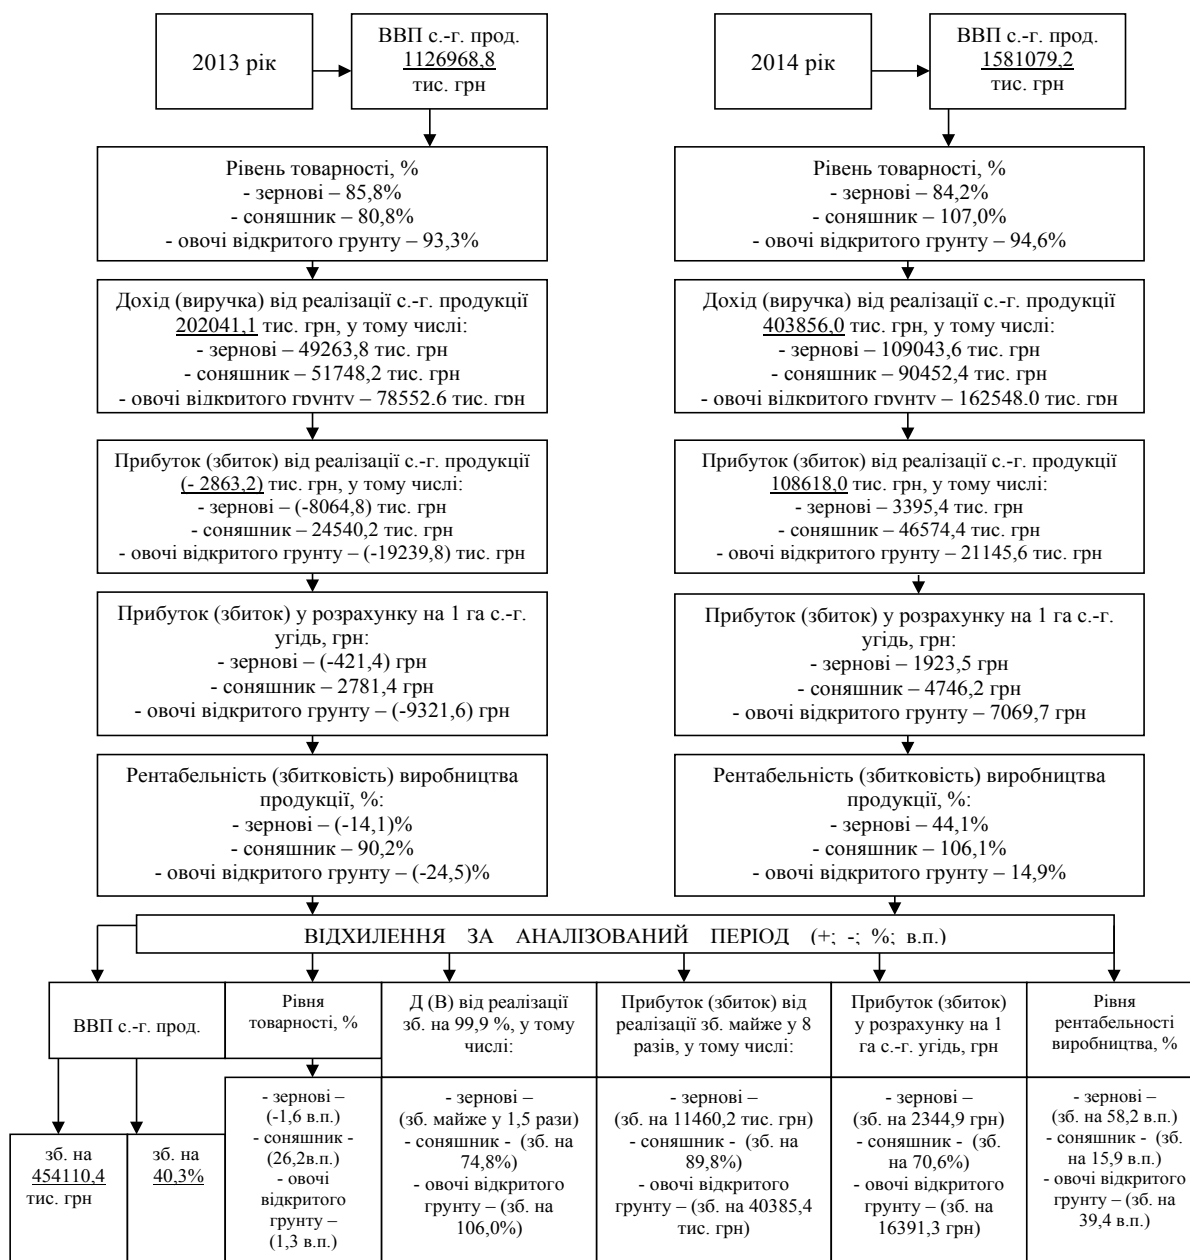 2013 рік
ВВП с.-г. прод.
1126968,8
тис. грн
Рівень товарності, %
- зернові – 85,8%
- соняшник – 80,8%
- овочі відкритого грунту – 93,3%
Дохід (виручка) від реалізації с.-г. продукції
202041,1 тис. грн, у тому числі:
- зернові – 49263,8 тис. грн
- соняшник – 51748,2 тис. грн
- овочі відкритого грунту – 78552,6 тис. грн
Прибуток (збиток) від реалізації с.-г. продукції
(- 2863,2) тис. грн, у тому числі:
- зернові – (-8064,8) тис. грн
- соняшник – 24540,2 тис. грн
- овочі відкритого грунту – (-19239,8) тис. грн
Прибуток (збиток) у розрахунку на 1 га с.-г.
угідь, грн:
- зернові – (-421,4) грн
- соняшник – 2781,4 грн
- овочі відкритого грунту – (-9321,6) грн
Рентабельність (збитковість) виробництва
продукції, %:
- зернові – (-14,1)%
- соняшник – 90,2%
- овочі відкритого грунту – (-24,5)%
2014 рік
ВВП с.-г. прод.
1581079,2
тис. грн
Рівень товарності, %
- зернові – 84,2%
- соняшник – 107,0%
- овочі відкритого грунту – 94,6%
Дохід (виручка) від реалізації с.-г. продукції
403856,0 тис. грн, у тому числі:
- зернові – 109043,6 тис. грн
- соняшник – 90452,4 тис. грн
- овочі відкритого грунту – 162548,0 тис. грн
Прибуток (збиток) від реалізації с.-г. продукції
108618,0 тис. грн, у тому числі:
- зернові – 3395,4 тис. грн
- соняшник – 46574,4 тис. грн
- овочі відкритого грунту – 21145,6 тис. грн
Прибуток (збиток) у розрахунку на 1 га с.-г.
угідь, грн:
- зернові – 1923,5 грн
- соняшник – 4746,2 грн
- овочі відкритого грунту – 7069,7 грн
Рентабельність (збитковість) виробництва
продукції, %:
- зернові – 44,1%
- соняшник – 106,1%
- овочі відкритого грунту – 14,9%
ВІДХИЛЕННЯ ЗА АНАЛІЗОВАНИЙ ПЕРІОД (+; -; %; в.п.)
ВВП с.-г. прод.
зб. на
454110,4
тис. грн
зб. на
40,3%
Рівня
товарності, %
- зернові –
(-1,6 в.п.)
- соняшник -
(26,2в.п.)
- овочі
відкритого
грунту –
(1,3 в.п.)
Д (В) від реалізації
зб. на 99,9 %, у тому
числі:
- зернові –
(зб. майже у 1,5 рази)
- соняшник - (зб. на
74,8%)
- овочі відкритого
грунту – (зб. на
106,0%)
Прибуток (збиток) від
реалізації зб. майже у 8
разів, у тому числі:
- зернові –
(зб. на 11460,2 тис. грн)
- соняшник - (зб. на
89,8%)
- овочі відкритого
грунту – (зб. на 40385,4
тис. грн)
Прибуток (збиток)
у розрахунку на 1
га с.-г. угідь, грн
- зернові –
(зб. на 2344,9 грн)
- соняшник - (зб.
на 70,6%)
- овочі відкритого
грунту – (зб. на
16391,3 грн)
Рівня
рентабельності
виробництва, %
- зернові –
(зб. на 58,2 в.п.)
- соняшник - (зб.
на 15,9 в.п.)
- овочі відкритого
грунту – (зб. на
39,4 в.п.)